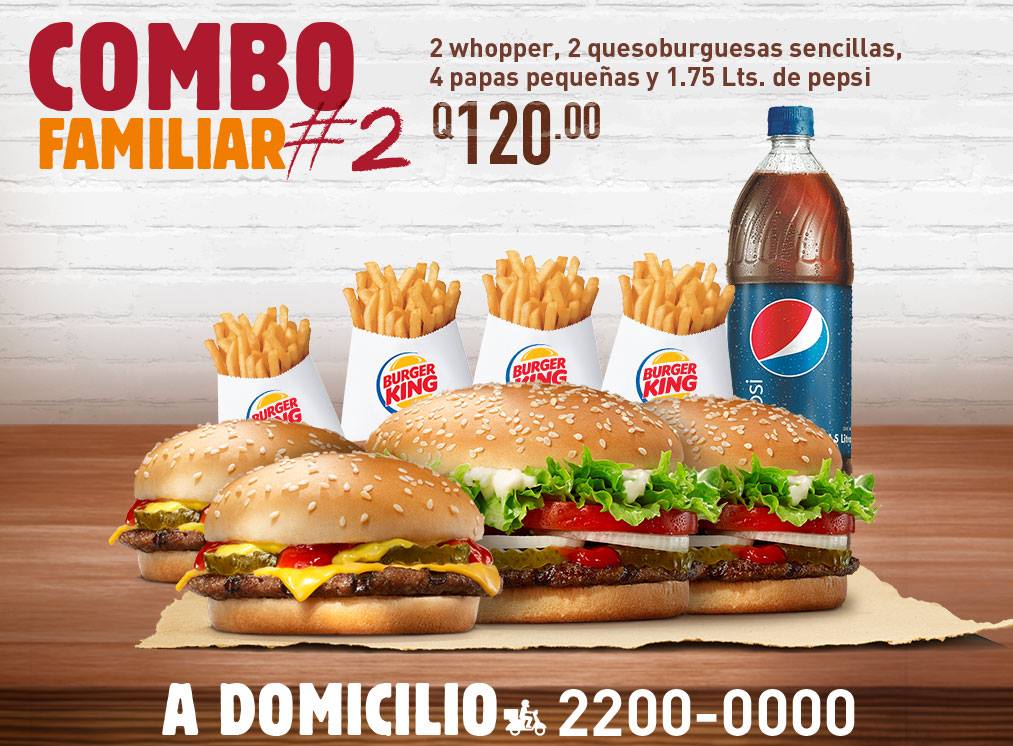 COMBO
FAMILIAR #2
2 whopper, 2 quesoburguesas sencillas,
4 papas pequeñas y 1.75 Lts. de pepsi
Q120.00
BURGER
KING
BURGER
KING
BURGER
KING
BURGER
KING
A DOMICILIO 2200-0000